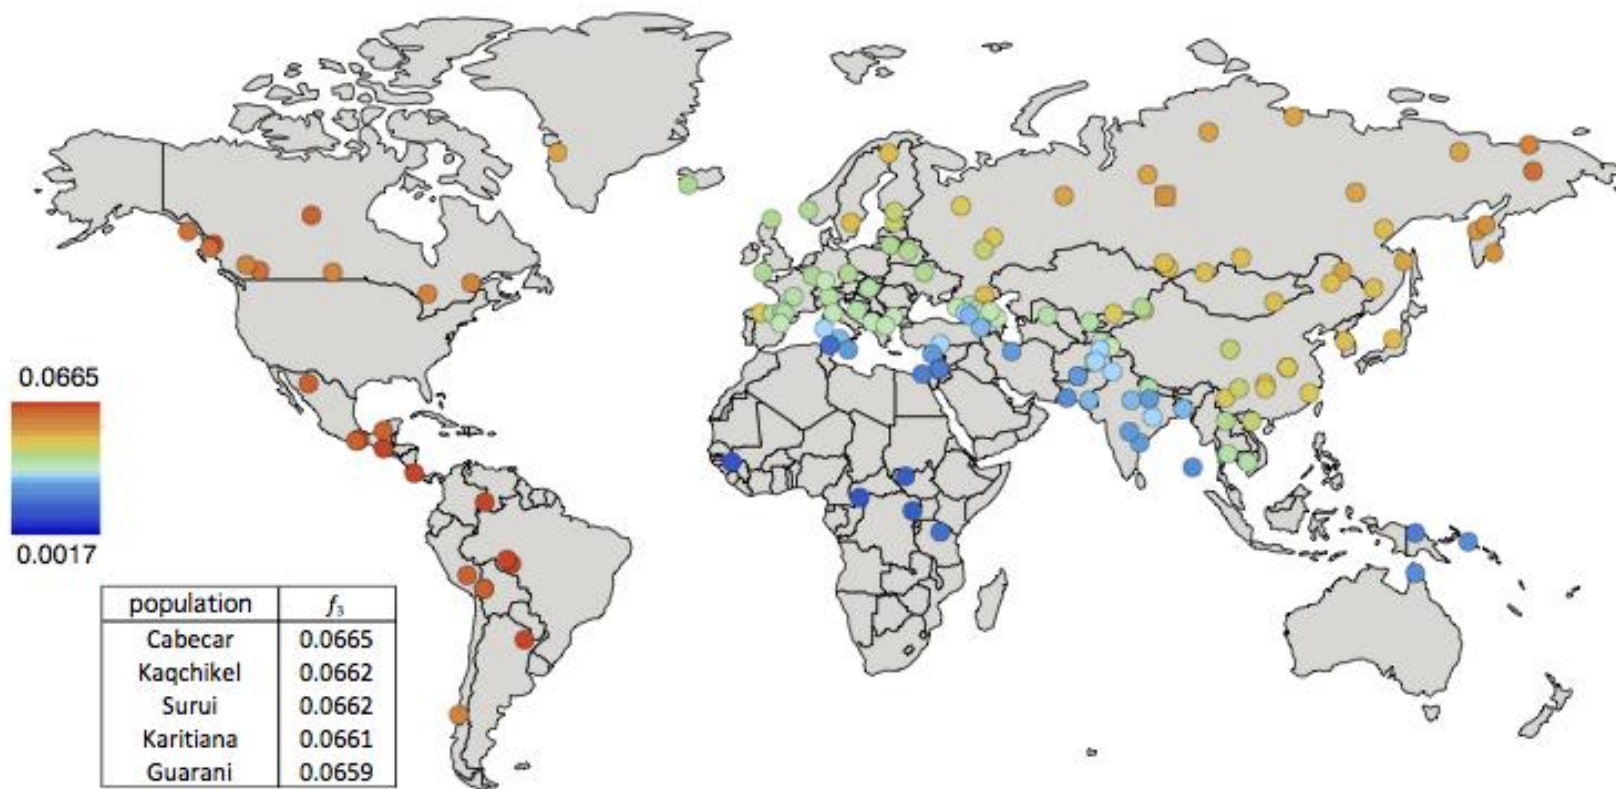 0.0665
0.0017
population f₃
Cabecar 0.0665
Kaqchikel 0.0662
Surui 0.0662
Karitiana 0.0661
Guarani 0.0659